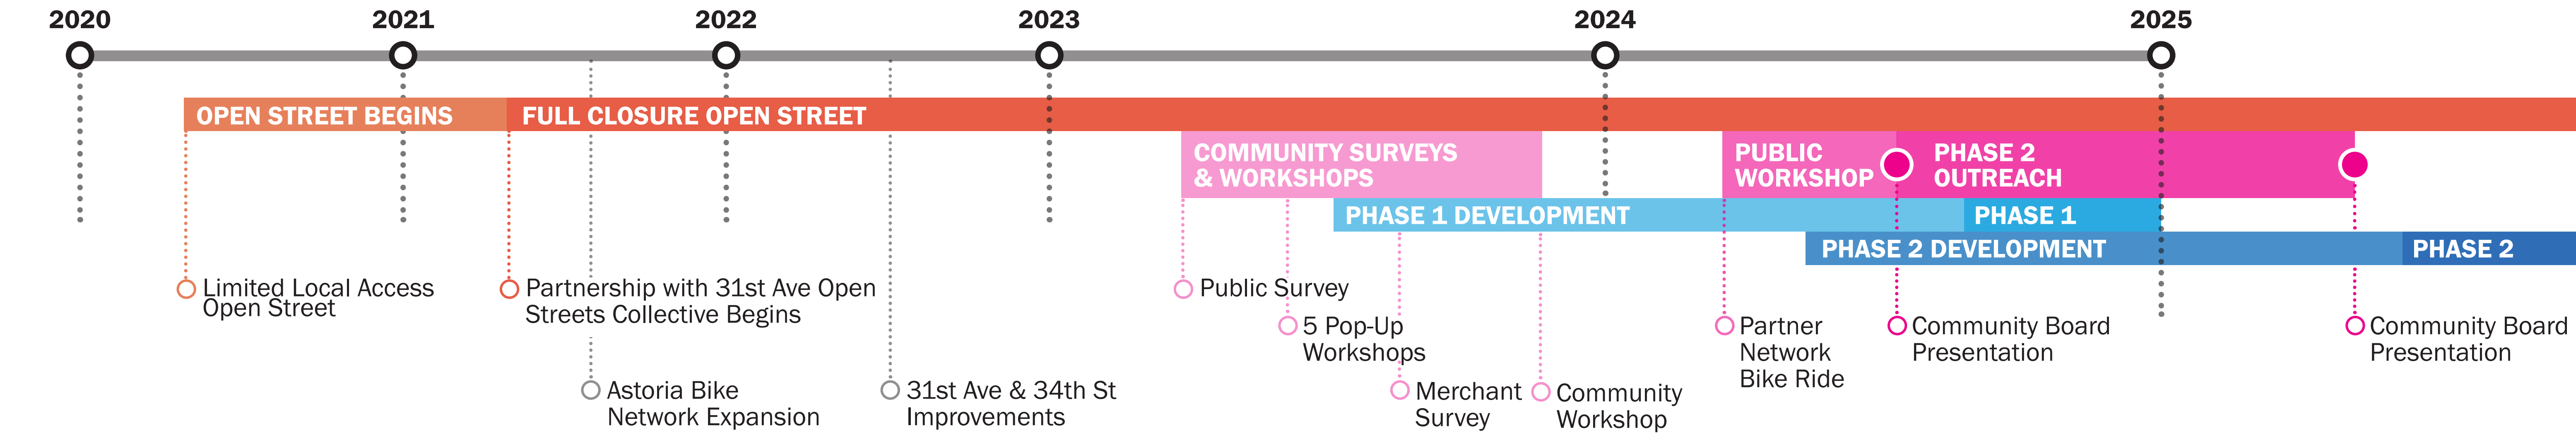 2020
2021
2022
2023
2024
2025
OPEN STREET BEGINS
FULL CLOSURE OPEN STREET
COMMUNITY SURVEYS
& WORKSHOPS
PUBLIC
WORKSHOP
PHASE 2
OUTREACH
PHASE 1 DEVELOPMENT
PHASE 1
PHASE 2 DEVELOPMENT
PHASE 2
Limited Local Access
Open Street
Partnership with 31st Ave Open
Streets Collective Begins
Astoria Bike
Network Expansion
31st Ave & 34th St
Improvements
Public Survey
5 Pop-Up
Workshops
Merchant
Survey
Community
Workshop
Partner
Network
Bike Ride
Community Board
Presentation
Community Board
Presentation